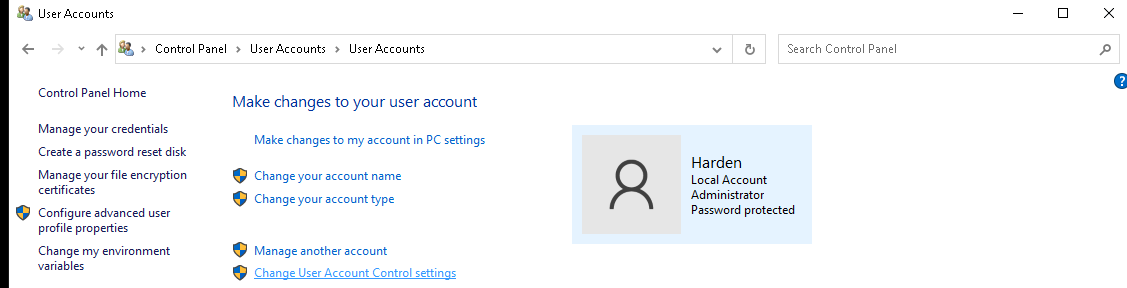 User Accounts
Control Panel > User Accounts > User Accounts
Search Control Panel
Control Panel Home
Manage your credentials
Create a password reset disk
Manage your file encryption
certificates
Configure advanced user
profile properties
Change my environment
variables
Make changes to your user account
Make changes to my account in PC settings
Change your account name
Change your account type
Manage another account
Change User Account Control settings
Harden
Local Account
Administrator
Password protected
?